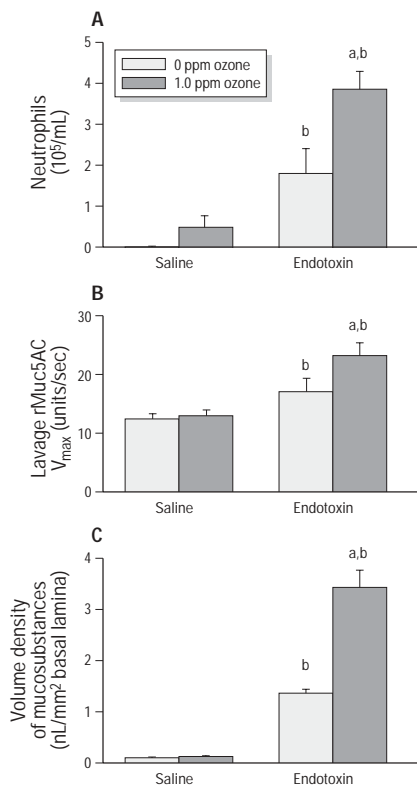 A
Neutrophils
(10⁵/mL)
5
4
3
2
1
0
0 ppm ozone
1.0 ppm ozone
b
a,b
Saline
Endotoxin
B
Lavage rMuc5AC
Vmax (units/sec)
30
20
10
0
b
a,b
Saline
Endotoxin
C
Volume density
of mucosubstances
(nL/mm² basal lamina)
4
3
2
1
0
b
a,b
Saline
Endotoxin